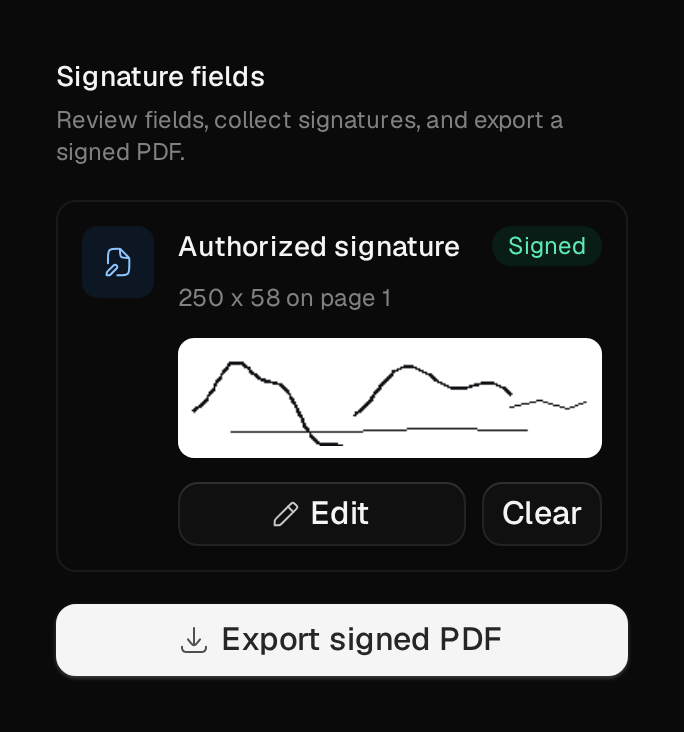 Signature fields
Review fields, collect signatures, and export a
signed PDF.
Authorized signature
Signed
250 x 58 on page 1
Edit
Clear
Export signed PDF